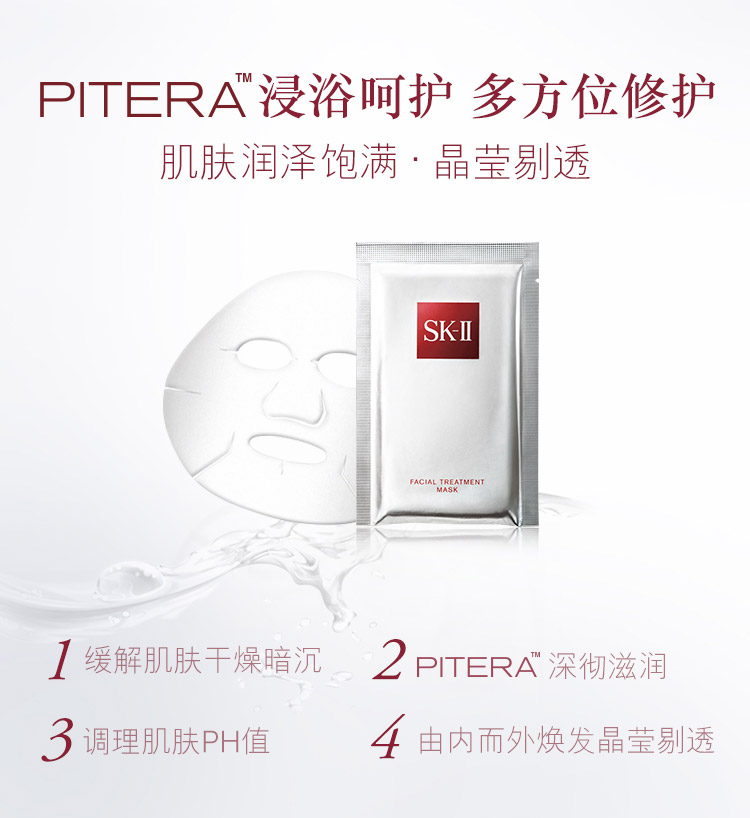 PITERA™浸浴呵护 多方位修护
肌肤润泽饱满·晶莹剔透
SK-II
FACIAL TREATMENT
MASK
1 缓解肌肤干燥暗沉
2 PITERA™ 深彻滋润
3 调理肌肤PH值
4 由内而外焕发晶莹剔透